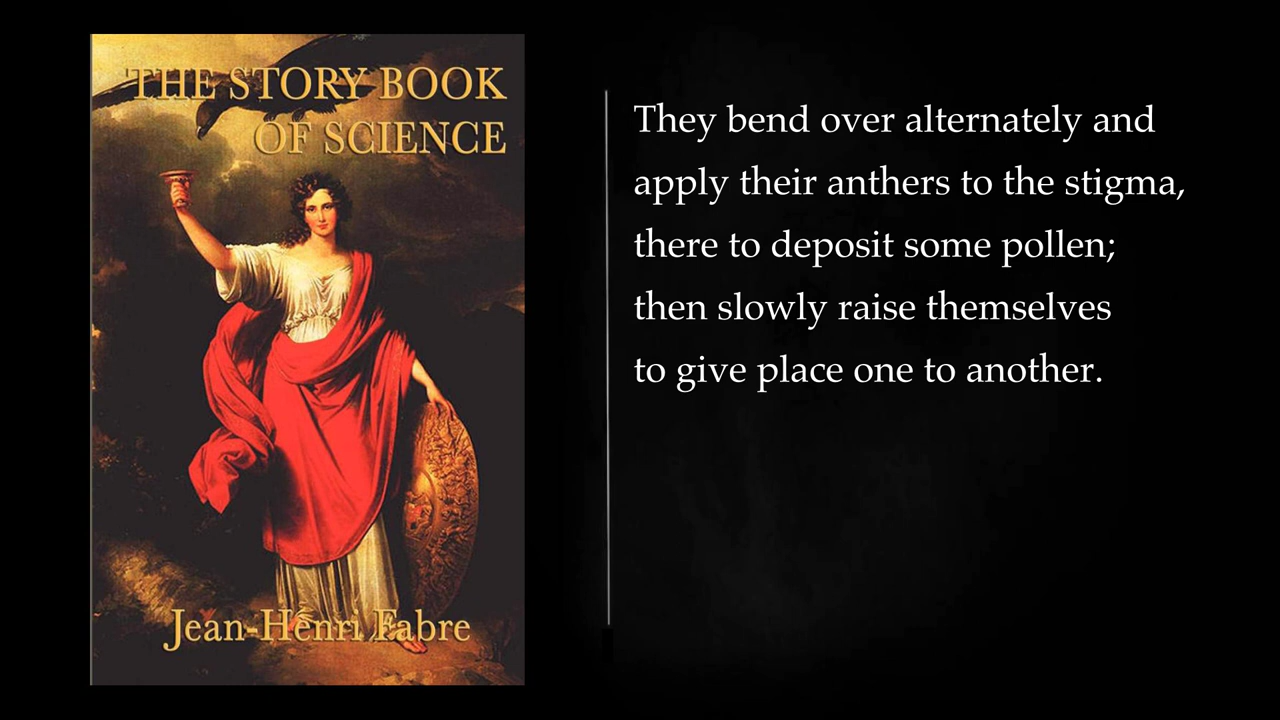 THE STORY BOOK
OF SCIENCE
Jean-Henri Fabre
They bend over alternately and
apply their anthers to the stigma,
there to deposit some pollen;
then slowly raise themselves
to give place one to another.